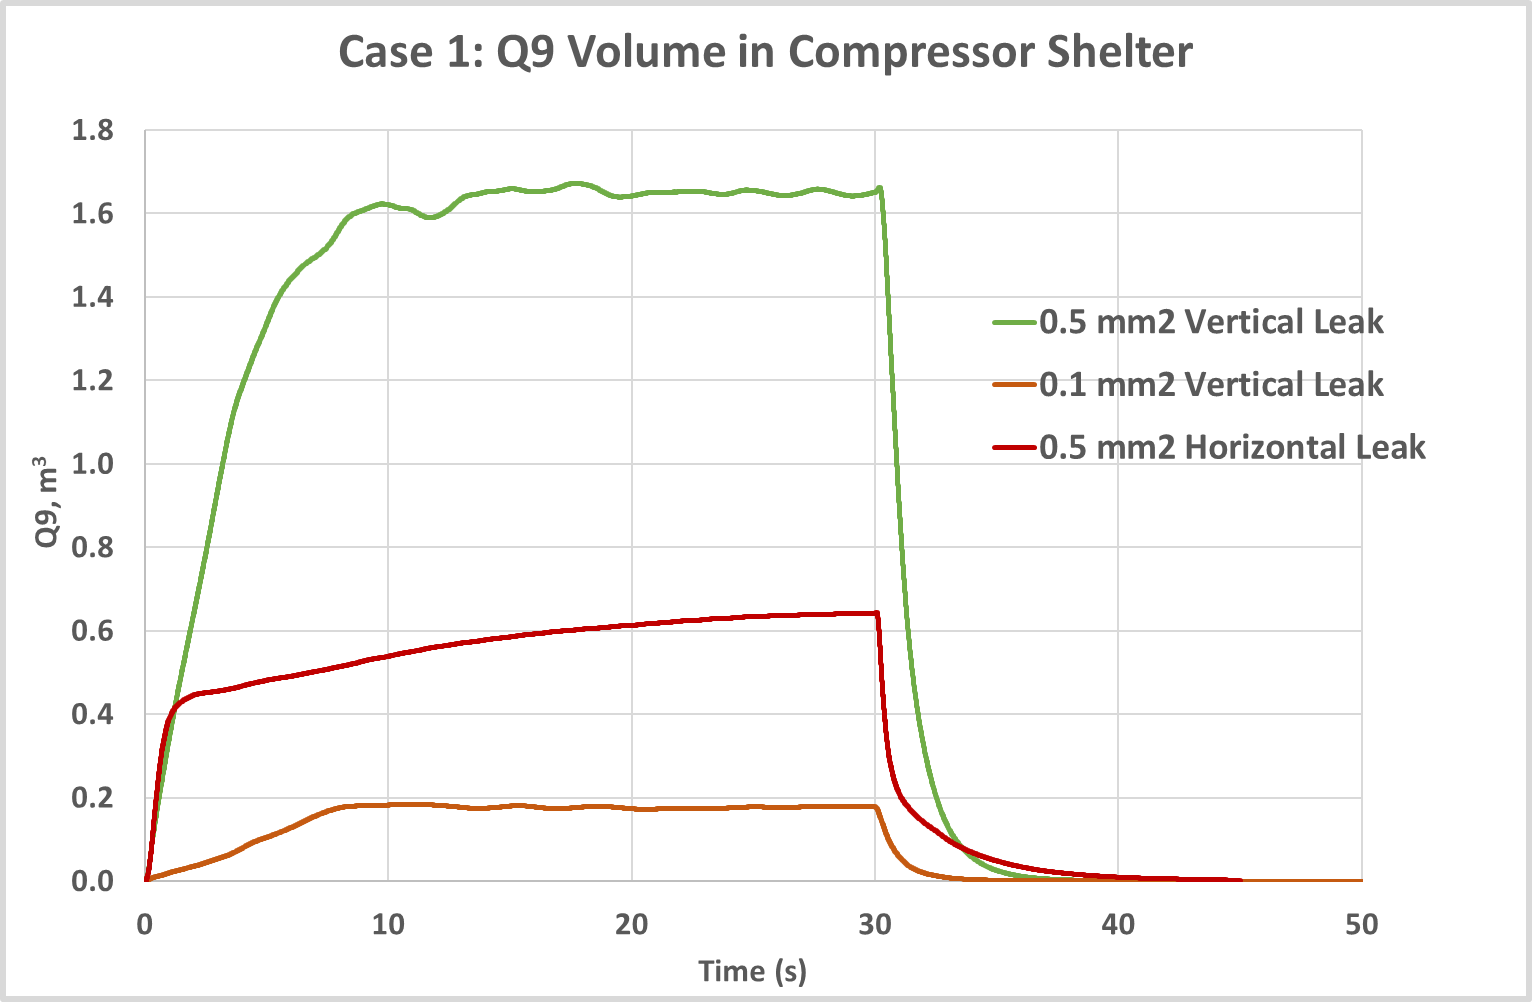 Case 1: Q9 Volume in Compressor Shelter
1.8
1.6
1.4
1.2
1.0
0.8
0.6
0.4
0.2
0.0
Q9, m³
0.5 mm2 Vertical Leak
0.1 mm2 Vertical Leak
0.5 mm2 Horizontal Leak
0 10 20 30 40 50
Time (s)